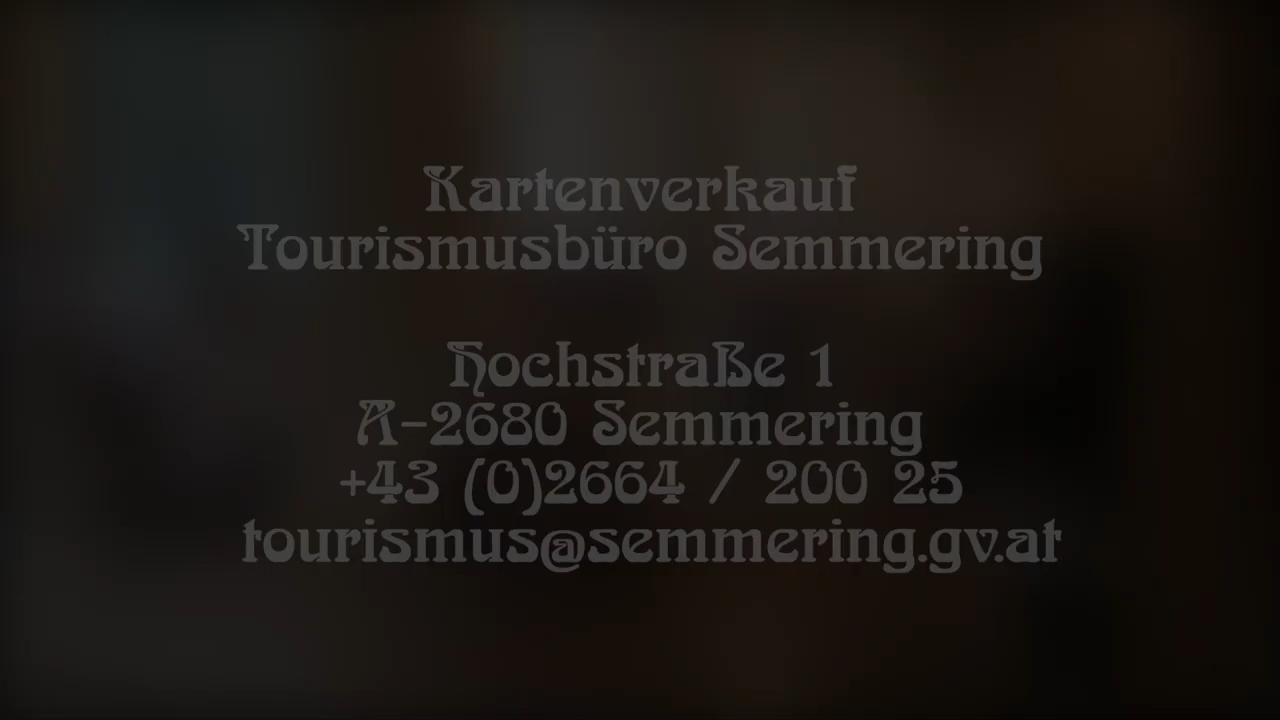 Kartenverkauf
Tourismusbüro Semmering
Hochstraße 1
A-2680 Semmering
+43 (0)2664 / 200 25
tourismus@semmering.gv.at